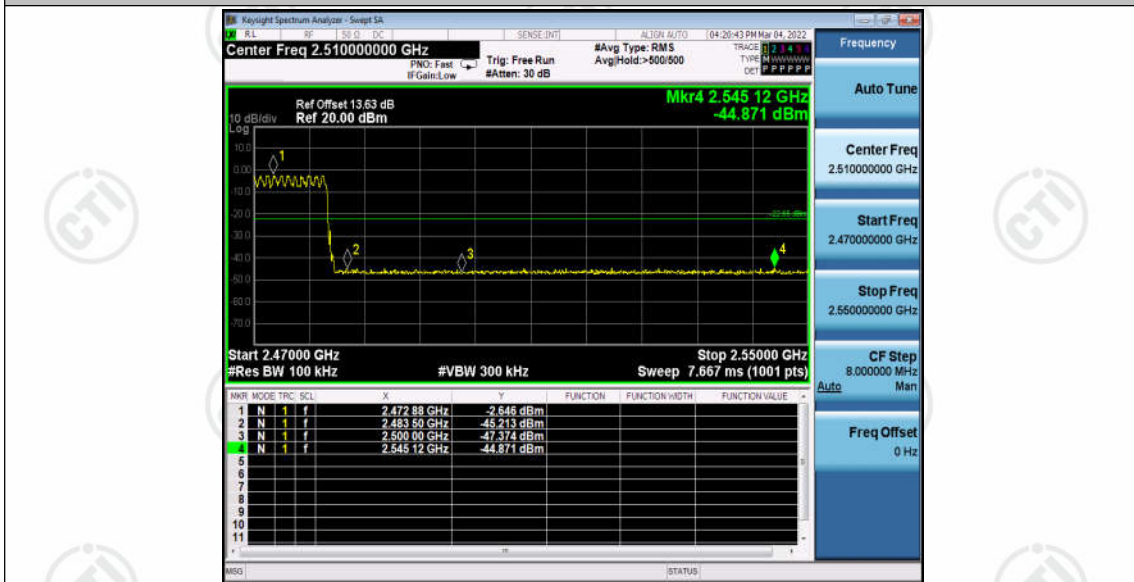 Keysight Spectrum Analyzer - Swept SA
RL RF 50 Ω DC SENSE:INT ALIGN AUTO 04:20:43 PM Mar 04, 2022
Center Freq 2.510000000 GHz
PNO: Fast
IFGain:Low
Trig: Free Run
#Atten: 30 dB
#Avg Type: RMS
Avg|Hold:>500/500
TRACE 1 2 3 4 5 6
TYPE M WWWWW
DET P P P P P P
Frequency
Auto Tune
Center Freq
2.510000000 GHz
Start Freq
2.470000000 GHz
Stop Freq
2.550000000 GHz
CF Step
8.000000 MHz
Auto Man
Freq Offset
0 Hz
Mkr4 2.545 12 GHz
-44.871 dBm
Ref Offset 13.63 dB
10 dB/div Ref 20.00 dBm
Log
10.0
0.00
-10.0
-20.0
-30.0
-40.0
-50.0
-60.0
-70.0
1
2
3
4
Start 2.47000 GHz Stop 2.55000 GHz
#Res BW 100 kHz #VBW 300 kHz Sweep 7.667 ms (1001 pts)
MKR MODE TRC SCL X Y FUNCTION FUNCTION WIDTH FUNCTION VALUE
1 N 1 f 2.472 88 GHz -2.646 dBm
2 N 1 f 2.483 50 GHz -45.213 dBm
3 N 1 f 2.500 00 GHz -47.374 dBm
4 N 1 f 2.545 12 GHz -44.871 dBm
5
6
7
8
9
10
11
MSG STATUS
CTI
CTI